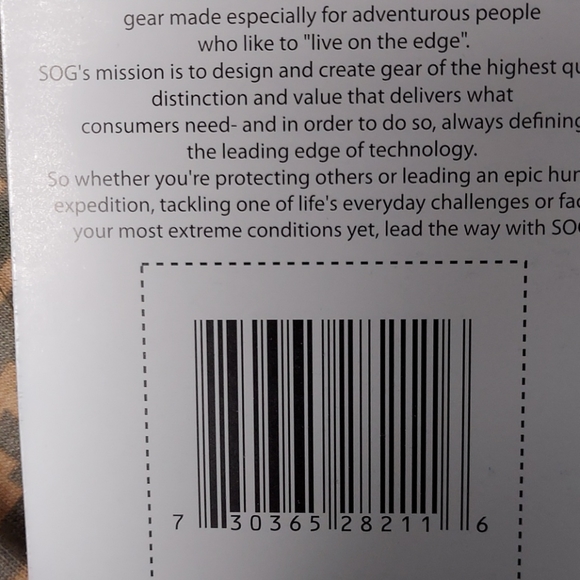 gear made especially for adventurous people
who like to "live on the edge".
SOG's mission is to design and create gear of the highest
distinction and value that delivers what
consumers need- and in order to do so, always defining
the leading edge of technology.
So whether you're protecting others or leading an epic
expedition, tackling one of life's everyday challenges or
your most extreme conditions yet, lead the way with
7 30365 28211 6